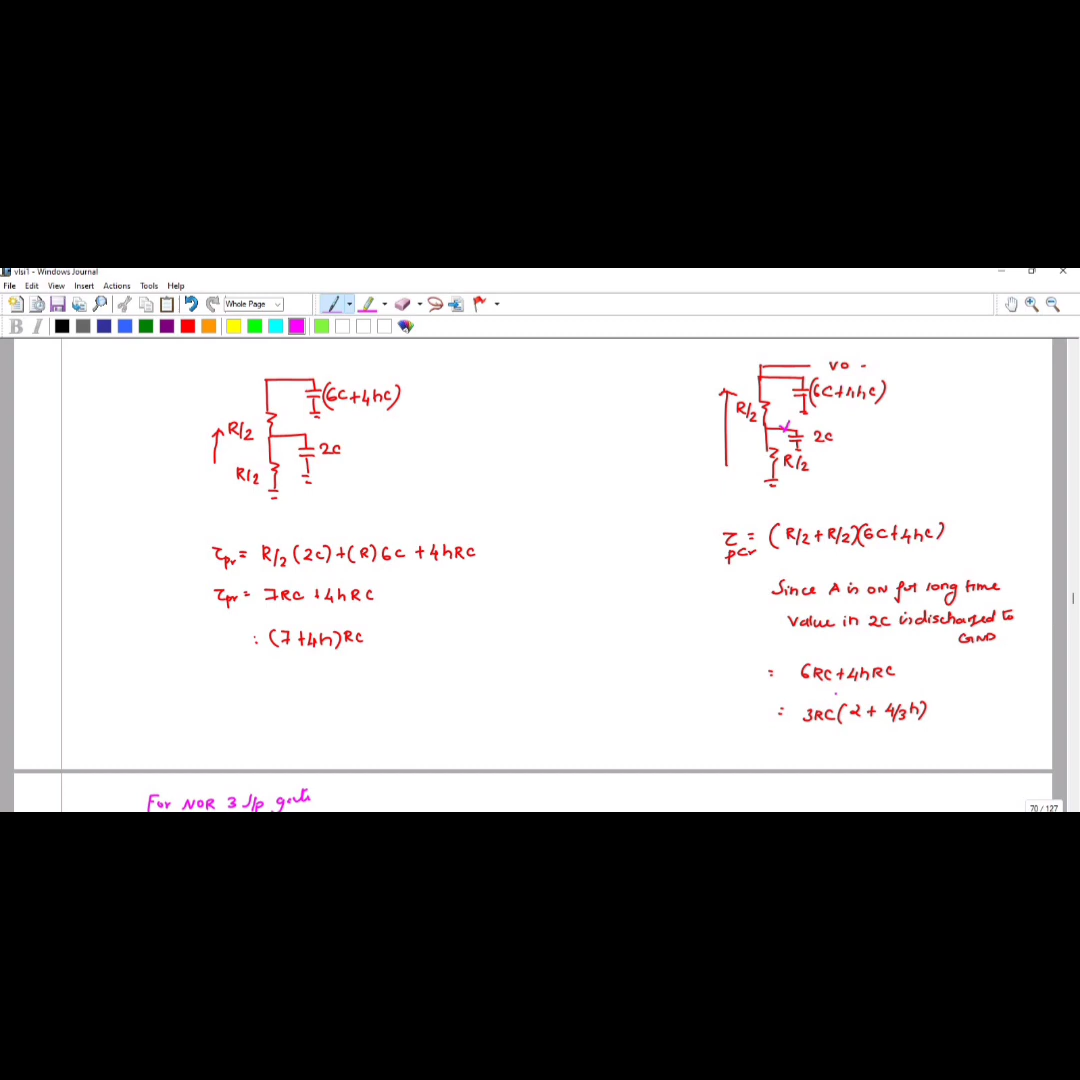 vlsi1 - Windows Journal
File Edit View Insert Actions Tools Help
Whole Page
B I
(6C+4hC)
R/2
2C
R/2
τpr = R/2 (2C) + (R) 6C + 4hRC
τpr = 7RC + 4hRC
: (7+4h)RC
VO -
(6C+4hC)
R/2
2C
R/2
τpcr = (R/2 + R/2)(6C+4hC)
Since A is ON for long time
Value in 2C is discharged to
GND
= 6RC+4hRC
= 3RC(2 + 4/3h)
For NOR 3 I/p gate
70 / 127